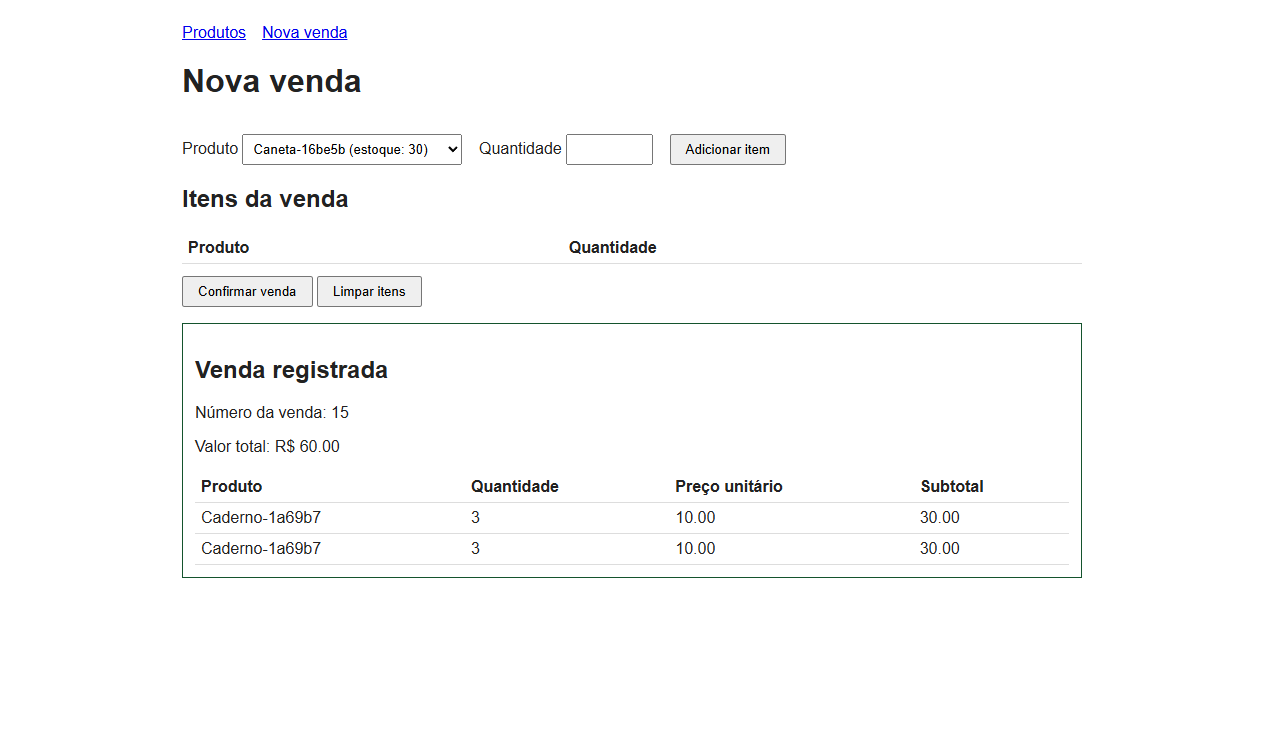 Produtos Nova venda
Nova venda
Produto Caneta-16be5b (estoque: 30) Quantidade Adicionar item
Itens da venda
Produto Quantidade
Confirmar venda Limpar itens
Venda registrada
Número da venda: 15
Valor total: R$ 60.00
Produto Quantidade Preço unitário Subtotal
Caderno-1a69b7 3 10.00 30.00
Caderno-1a69b7 3 10.00 30.00